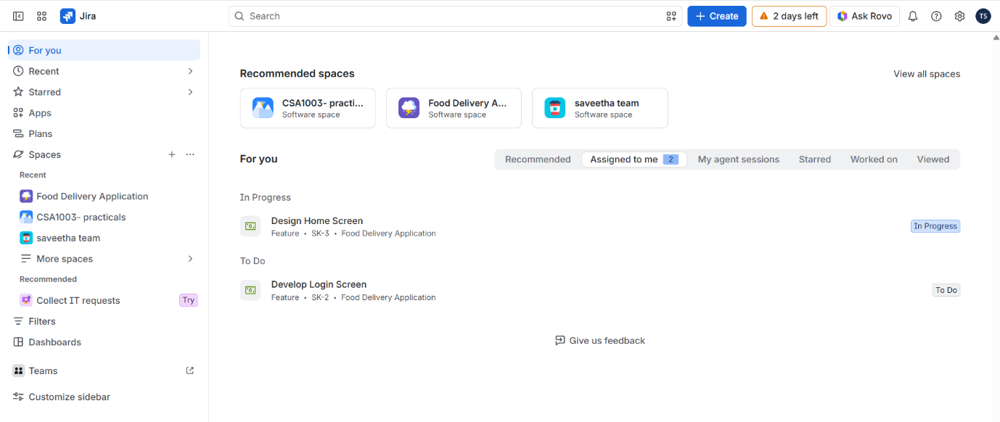 Jira
Search
Create
2 days left
Ask Rovo
TS
For you
Recent
Starred
Apps
Plans
Spaces
Recent
Food Delivery Application
CSA1003- practicals
saveetha team
More spaces
Recommended
Collect IT requests
Try
Filters
Dashboards
Teams
Customize sidebar
Recommended spaces
View all spaces
CSA1003- practi...
Software space
Food Delivery A...
Software space
saveetha team
Software space
For you
Recommended
Assigned to me 2
My agent sessions
Starred
Worked on
Viewed
In Progress
Design Home Screen
Feature • SK-3 • Food Delivery Application
In Progress
To Do
Develop Login Screen
Feature • SK-2 • Food Delivery Application
To Do
Give us feedback